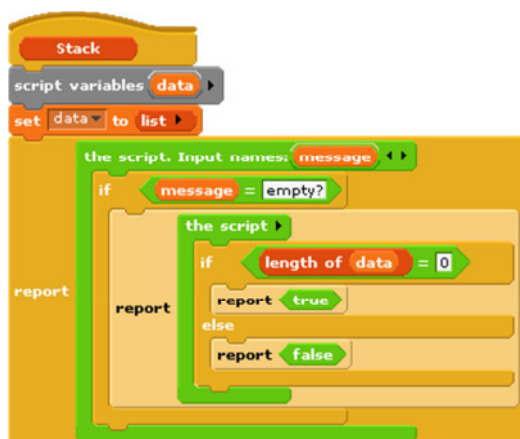 Stack
script variables data
set data to list
the script. Input names: message
if message = empty?
the script
if length of data = 0
report report report true
else
report false